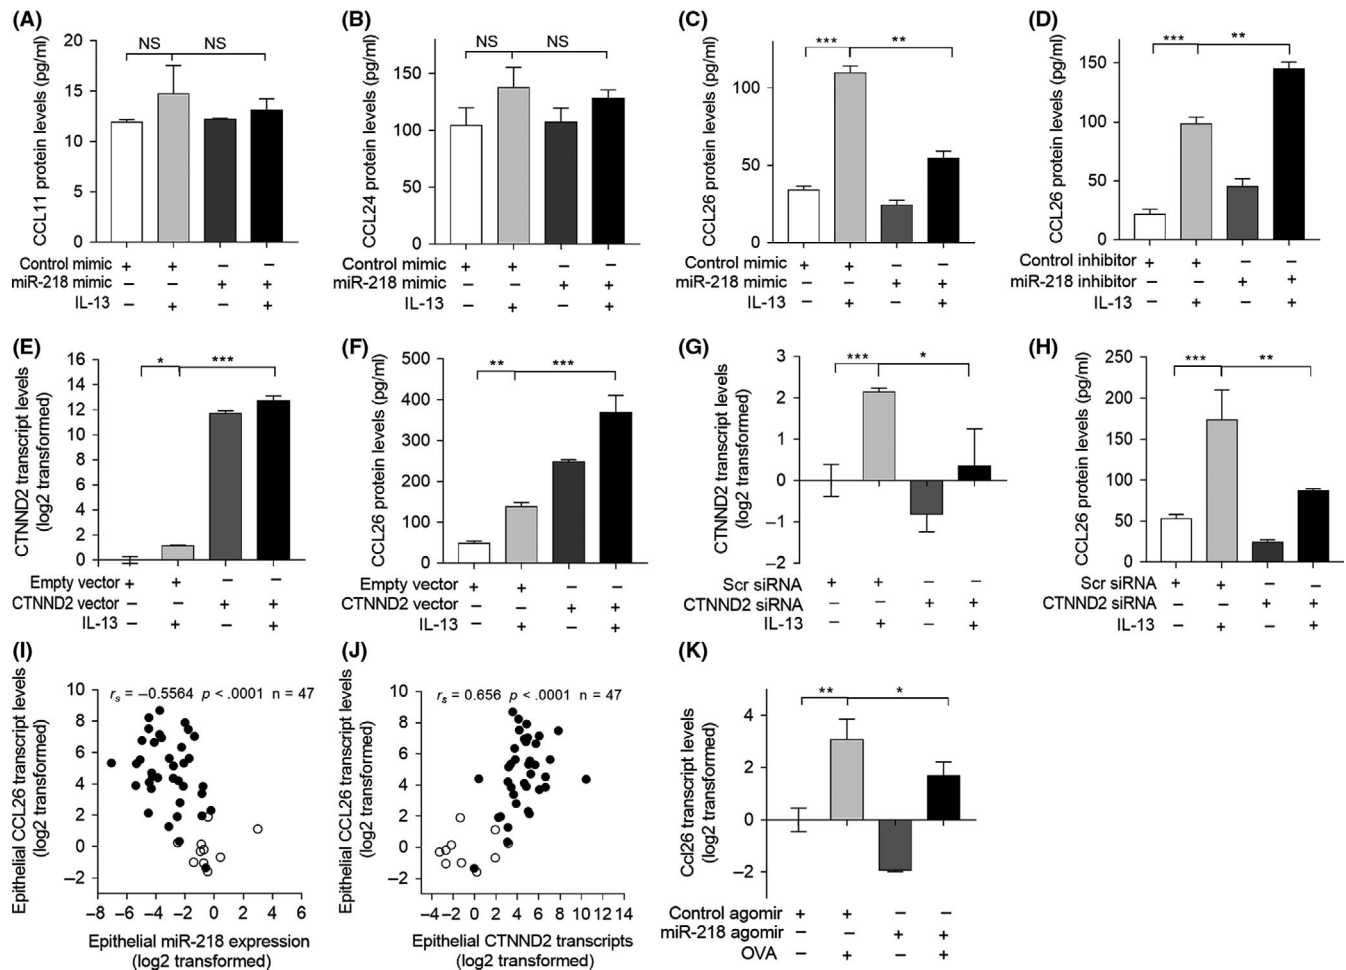 (A)
NS NS
CCL11 protein levels (pg/ml)
20
15
10
5
0
Control mimic + + − −
miR-218 mimic − − + +
IL-13 − + − +
(B)
NS NS
CCL24 protein levels (pg/ml)
150
100
50
0
Control mimic + + − −
miR-218 mimic − − + +
IL-13 − + − +
(C)
*** **
CCL26 protein levels (pg/ml)
100
50
0
Control mimic + + − −
miR-218 mimic − − + +
IL-13 − + − +
(D)
*** **
CCL26 protein levels (pg/ml)
150
100
50
0
Control inhibitor + + − −
miR-218 inhibitor − − + +
IL-13 − + − +
(E)
* ***
CTNND2 transcript levels
(log2 transformed)
16
14
12
10
8
6
4
2
0
Empty vector + + − −
CTNND2 vector − − + +
IL-13 − + − +
(F)
** ***
CCL26 protein levels (pg/ml)
500
400
300
200
100
0
Empty vector + + − −
CTNND2 vector − − + +
IL-13 − + − +
(G)
*** *
CTNND2 transcript levels
(log2 transformed)
3
2
1
0
−1
−2
Scr siRNA + + − −
CTNND2 siRNA − − + +
IL-13 − + − +
(H)
*** **
CCL26 protein levels (pg/ml)
250
200
150
100
50
0
Scr siRNA + + − −
CTNND2 siRNA − − + +
IL-13 − + − +
(I)
rs = −0.5564 p < .0001 n = 47
Epithelial CCL26 transcript levels
(log2 transformed)
10
8
6
4
2
0
−2
−8 −6 −4 −2 0 2 4 6
Epithelial miR-218 expression
(log2 transformed)
(J)
rs = 0.656 p < .0001 n = 47
Epithelial CCL26 transcript levels
(log2 transformed)
10
8
6
4
2
0
−2
−4 −2 0 2 4 6 8 10 12 14
Epithelial CTNND2 transcripts
(log2 transformed)
(K)
** *
Ccl26 transcript levels
(log2 transformed)
4
2
0
−2
Control agomir + + − −
miR-218 agomir − − + +
OVA − + − +